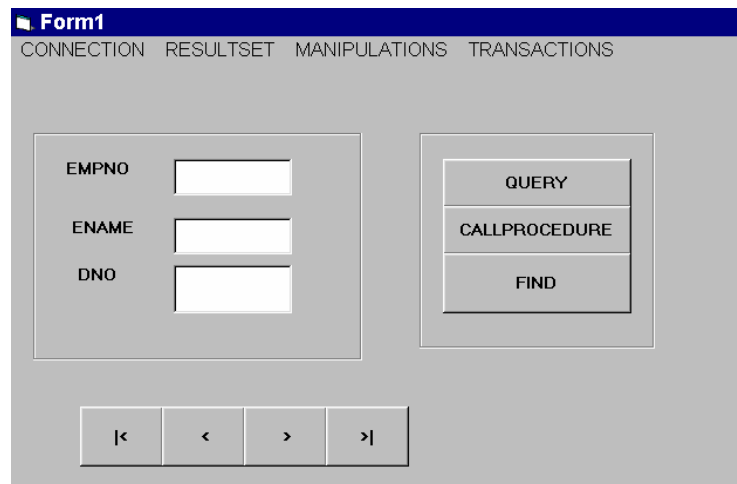 Form1
CONNECTION RESULTSET MANIPULATIONS TRANSACTIONS
EMPNO
ENAME
DNO
QUERY
CALLPROCEDURE
FIND
|< < > >|